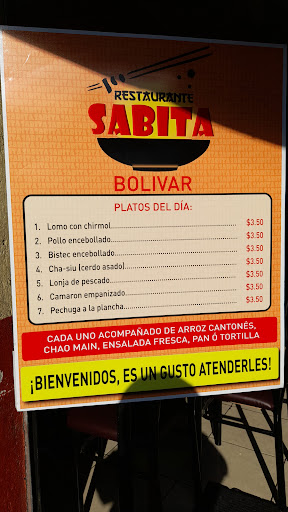 RESTAURANTE
SABITA
BOLIVAR
PLATOS DEL DÍA:
1. Lomo con chirmol $3.50
2. Pollo encebollado $3.50
3. Bistec encebollado $3.50
4. Cha-siu (cerdo asado) $3.50
5. Lonja de pescado $3.50
6. Camaron empanizado $3.50
7. Pechuga a la plancha $3.50
CADA UNO ACOMPAÑADO DE ARROZ CANTONÉS,
CHAO MAIN, ENSALADA FRESCA, PAN Ó TORTILLA
¡BIENVENIDOS, ES UN GUSTO ATENDERLES!